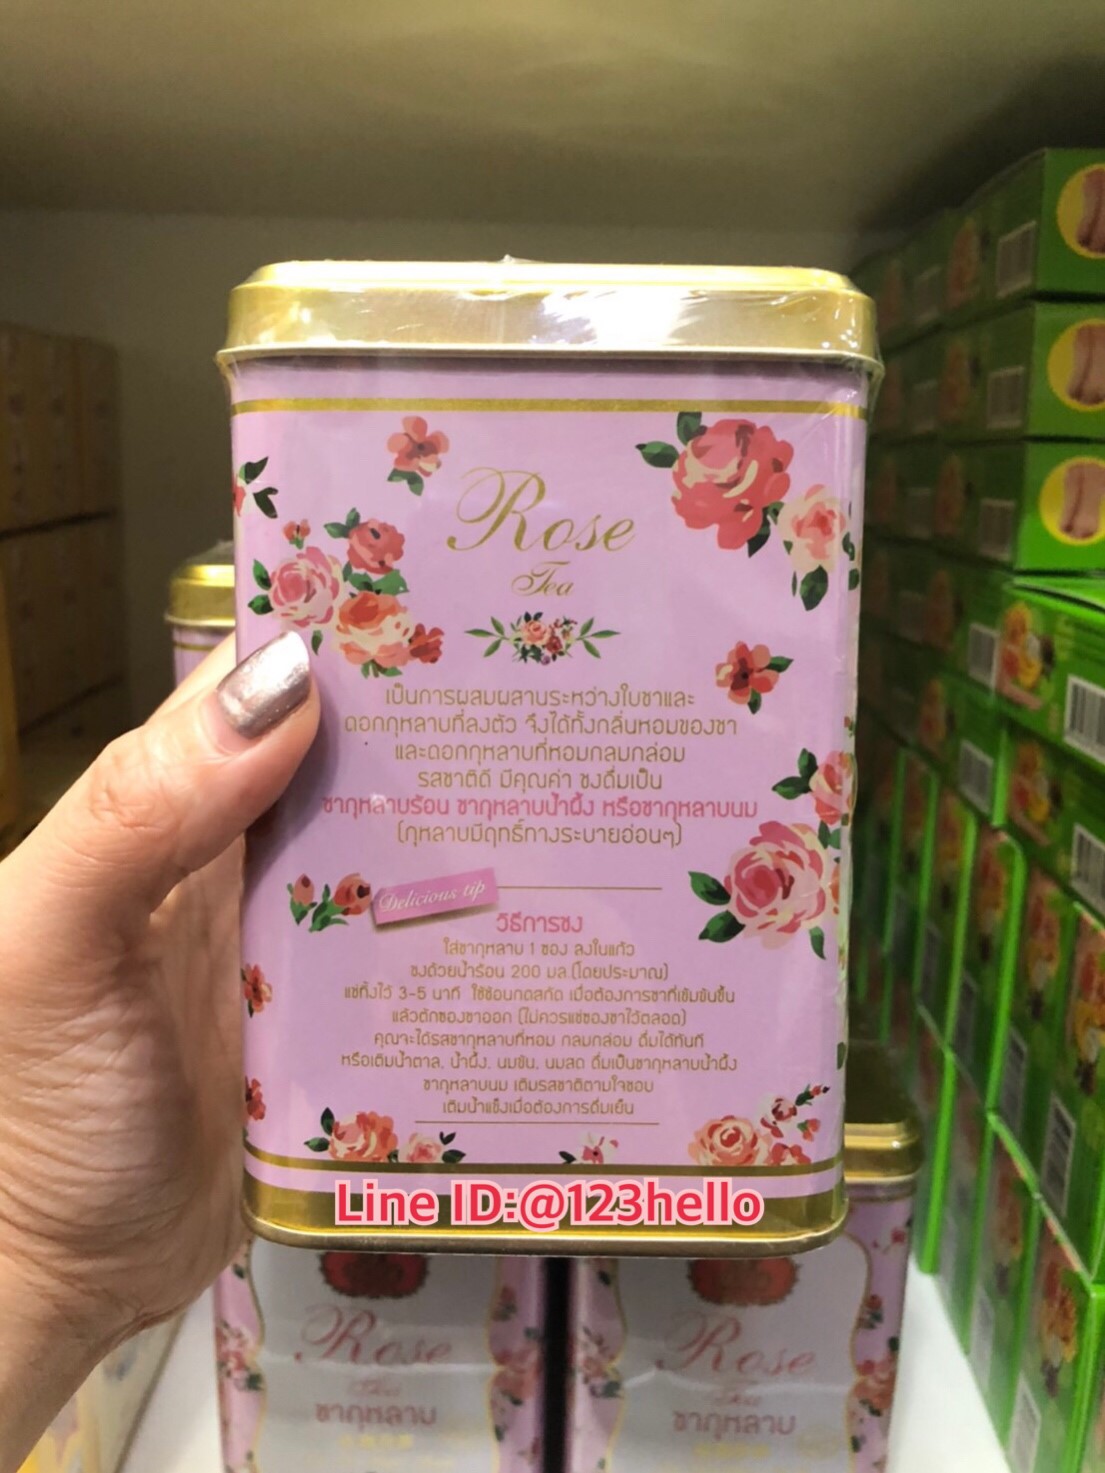 Rose
Tea
เป็นการผสมผสานระหว่างใบชาและ
ดอกกุหลาบที่ลงตัว จึงได้ทั้งกลิ่นหอมของชา
และดอกกุหลาบที่หอมกลมกล่อม
รสชาติดี มีคุณค่า ชงดื่มเป็น
ชากุหลาบร้อน ชากุหลาบน้ำผึ้ง หรือชากุหลาบนม
(กุหลาบมีฤทธิ์ทางระบายอ่อนๆ)
Delicious tip
วิธีการชง
ใส่ชากุหลาบ 1 ซอง ลงในแก้ว
ชงด้วยน้ำร้อน 200 มล.(โดยประมาณ)
แช่ทิ้งไว้ 3-5 นาที ใช้ช้อนกดสกัด เมื่อต้องการชาที่เข้มข้นขึ้น
แล้วตักซองชาออก (ไม่ควรแช่ซองชาไว้ตลอด)
คุณจะได้รสชากุหลาบที่หอม กลมกล่อม ดื่มได้ทันที
หรือเติมน้ำตาล, น้ำผึ้ง, นมข้น, นมสด ดื่มเป็นชากุหลาบน้ำผึ้ง
ชากุหลาบนม เติมรสชาติตามใจชอบ
เติมน้ำแข็งเมื่อต้องการดื่มเย็น
Line ID:@123hello
Rose
Tea
ชากุหลาบ
Rose
Tea
ชากุหลาบ